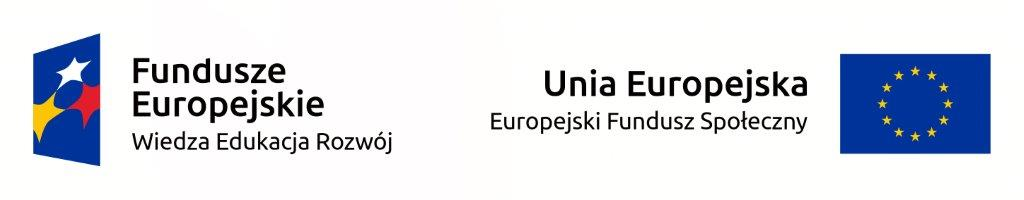 Fundusze
Europejskie
Wiedza Edukacja Rozwój
Unia Europejska
Europejski Fundusz Społeczny